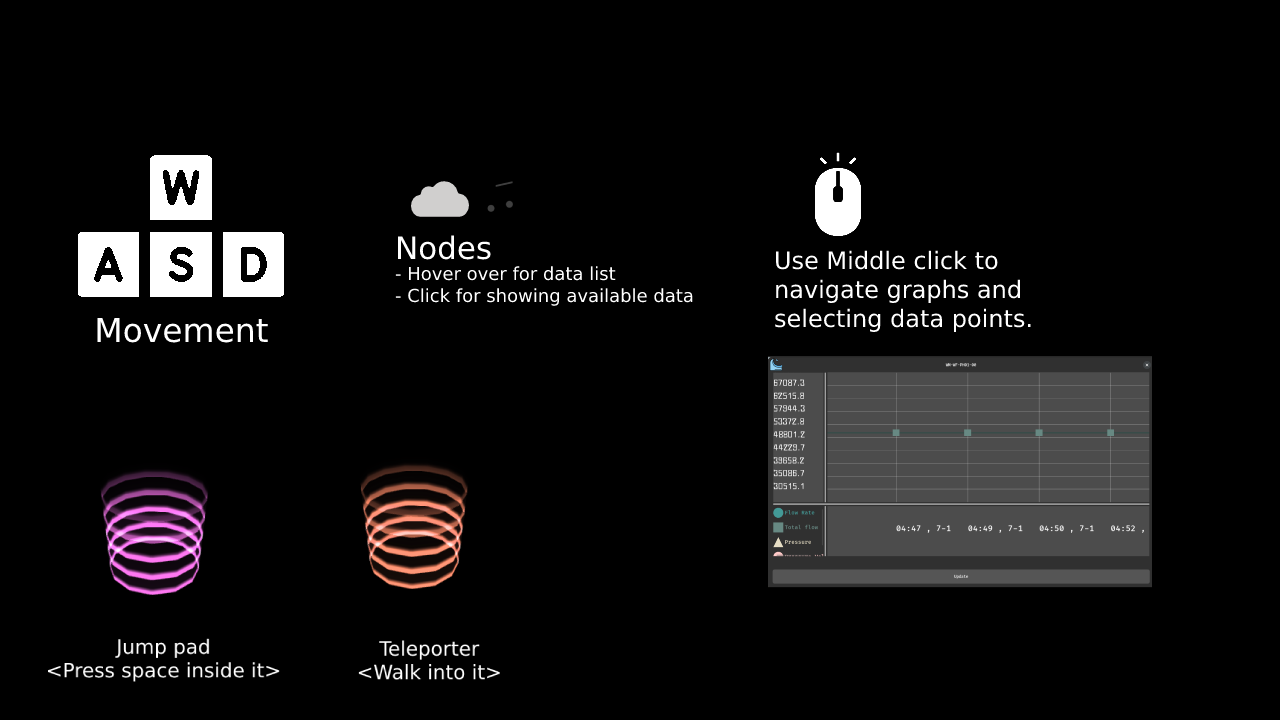 W
A S D
Movement
Nodes
- Hover over for data list
- Click for showing available data
Use Middle click to
navigate graphs and
selecting data points.
67087.3
62515.8
57944.3
53372.8
48801.2
44229.7
39658.2
35086.7
30515.1
Flow Rate
Total flow
Pressure
04:47 , 7-1 04:49 , 7-1 04:50 , 7-1 04:52 ,
Update
Jump pad
<Press space inside it>
Teleporter
<Walk into it>